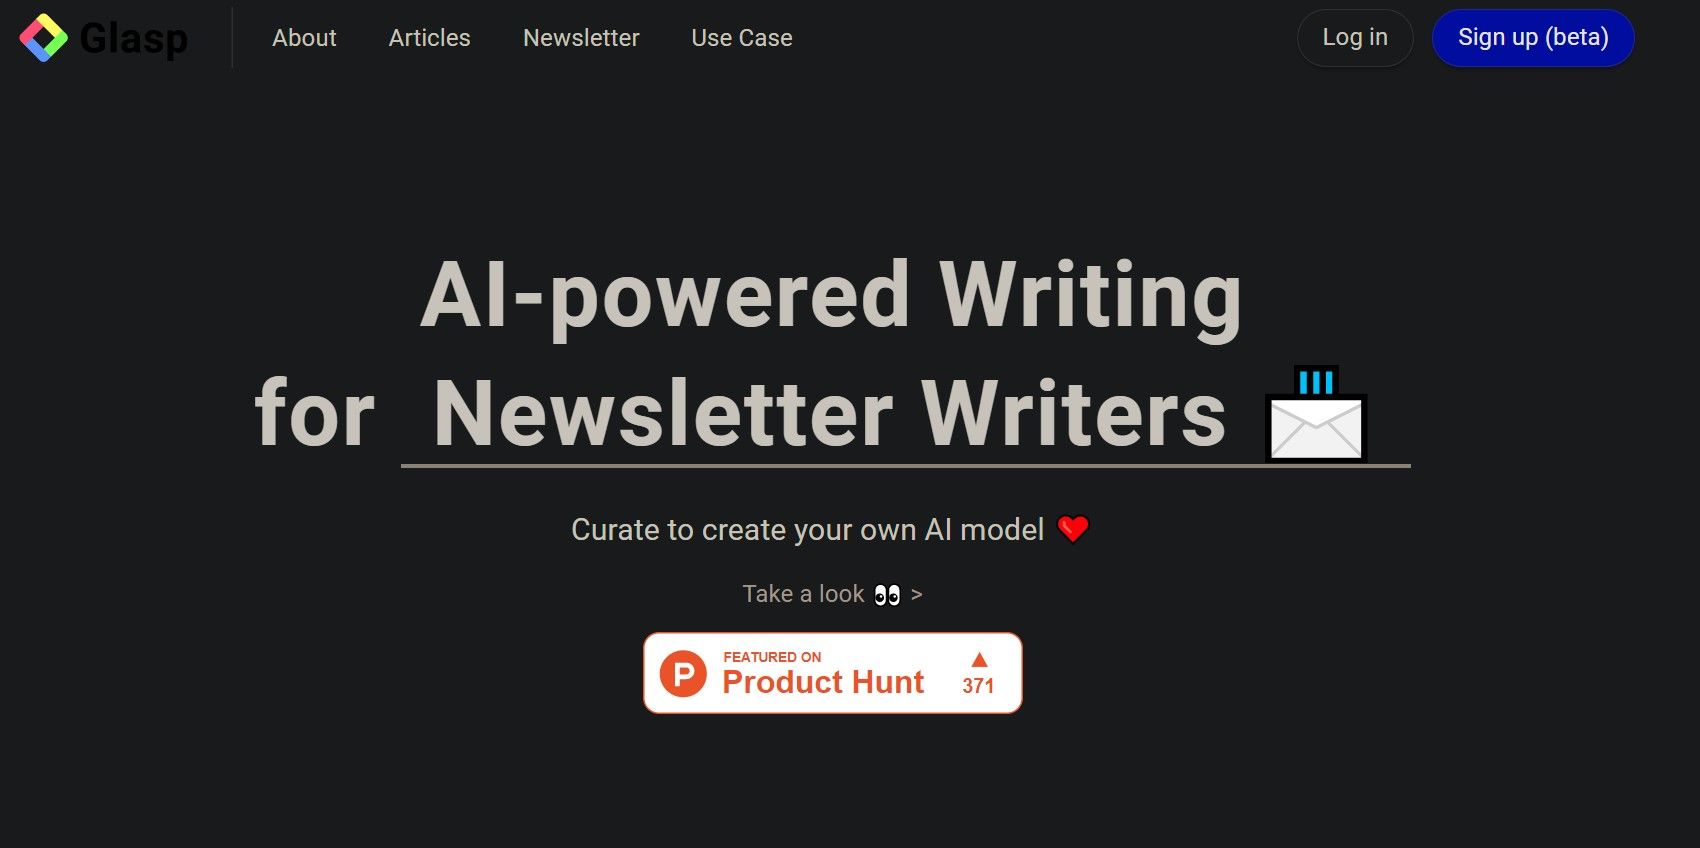 Glasp
About
Articles
Newsletter
Use Case
Log in
Sign up (beta)
AI-powered Writing
for Newsletter Writers
Curate to create your own AI model
Take a look 👀 >
P
FEATURED ON
Product Hunt
▲
371